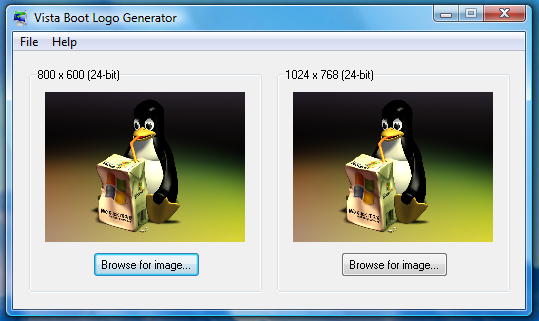 Vista Boot Logo Generator
File Help
800 x 600 (24-bit)
1024 x 768 (24-bit)
Browse for image...
Browse for image...